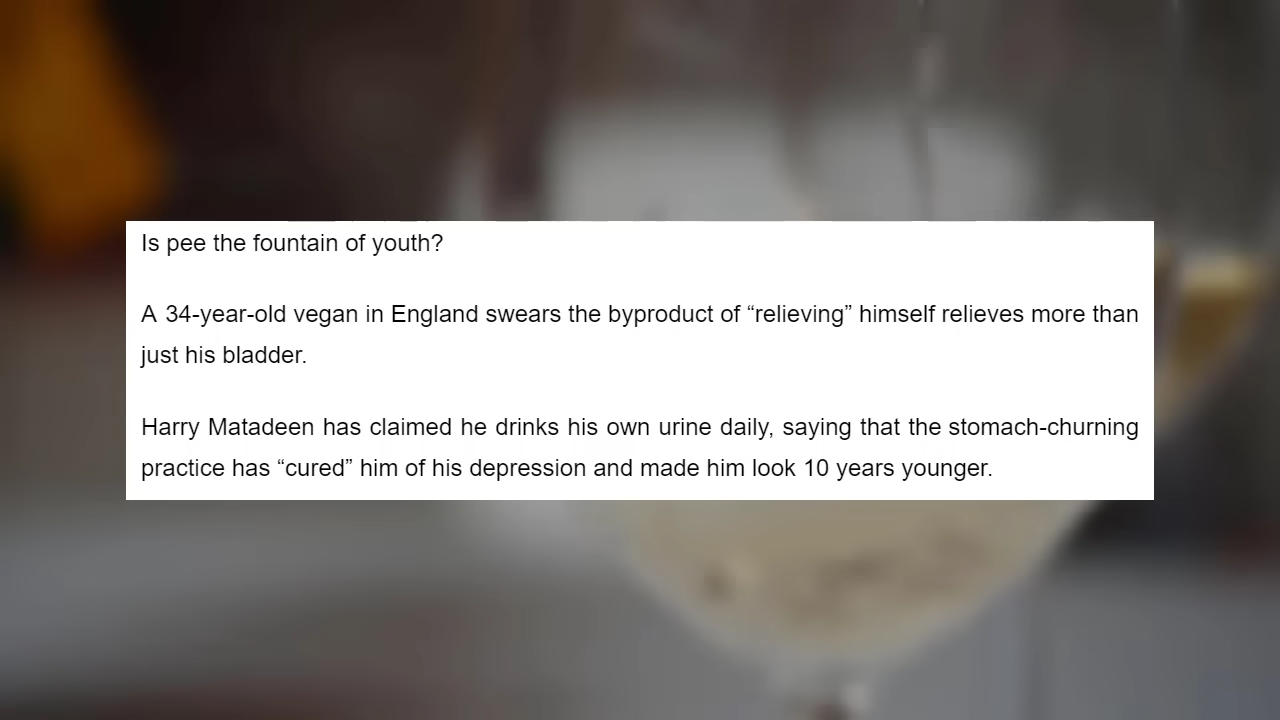 Is pee the fountain of youth?
A 34-year-old vegan in England swears the byproduct of “relieving” himself relieves more than
just his bladder.
Harry Matadeen has claimed he drinks his own urine daily, saying that the stomach-churning
practice has “cured” him of his depression and made him look 10 years younger.